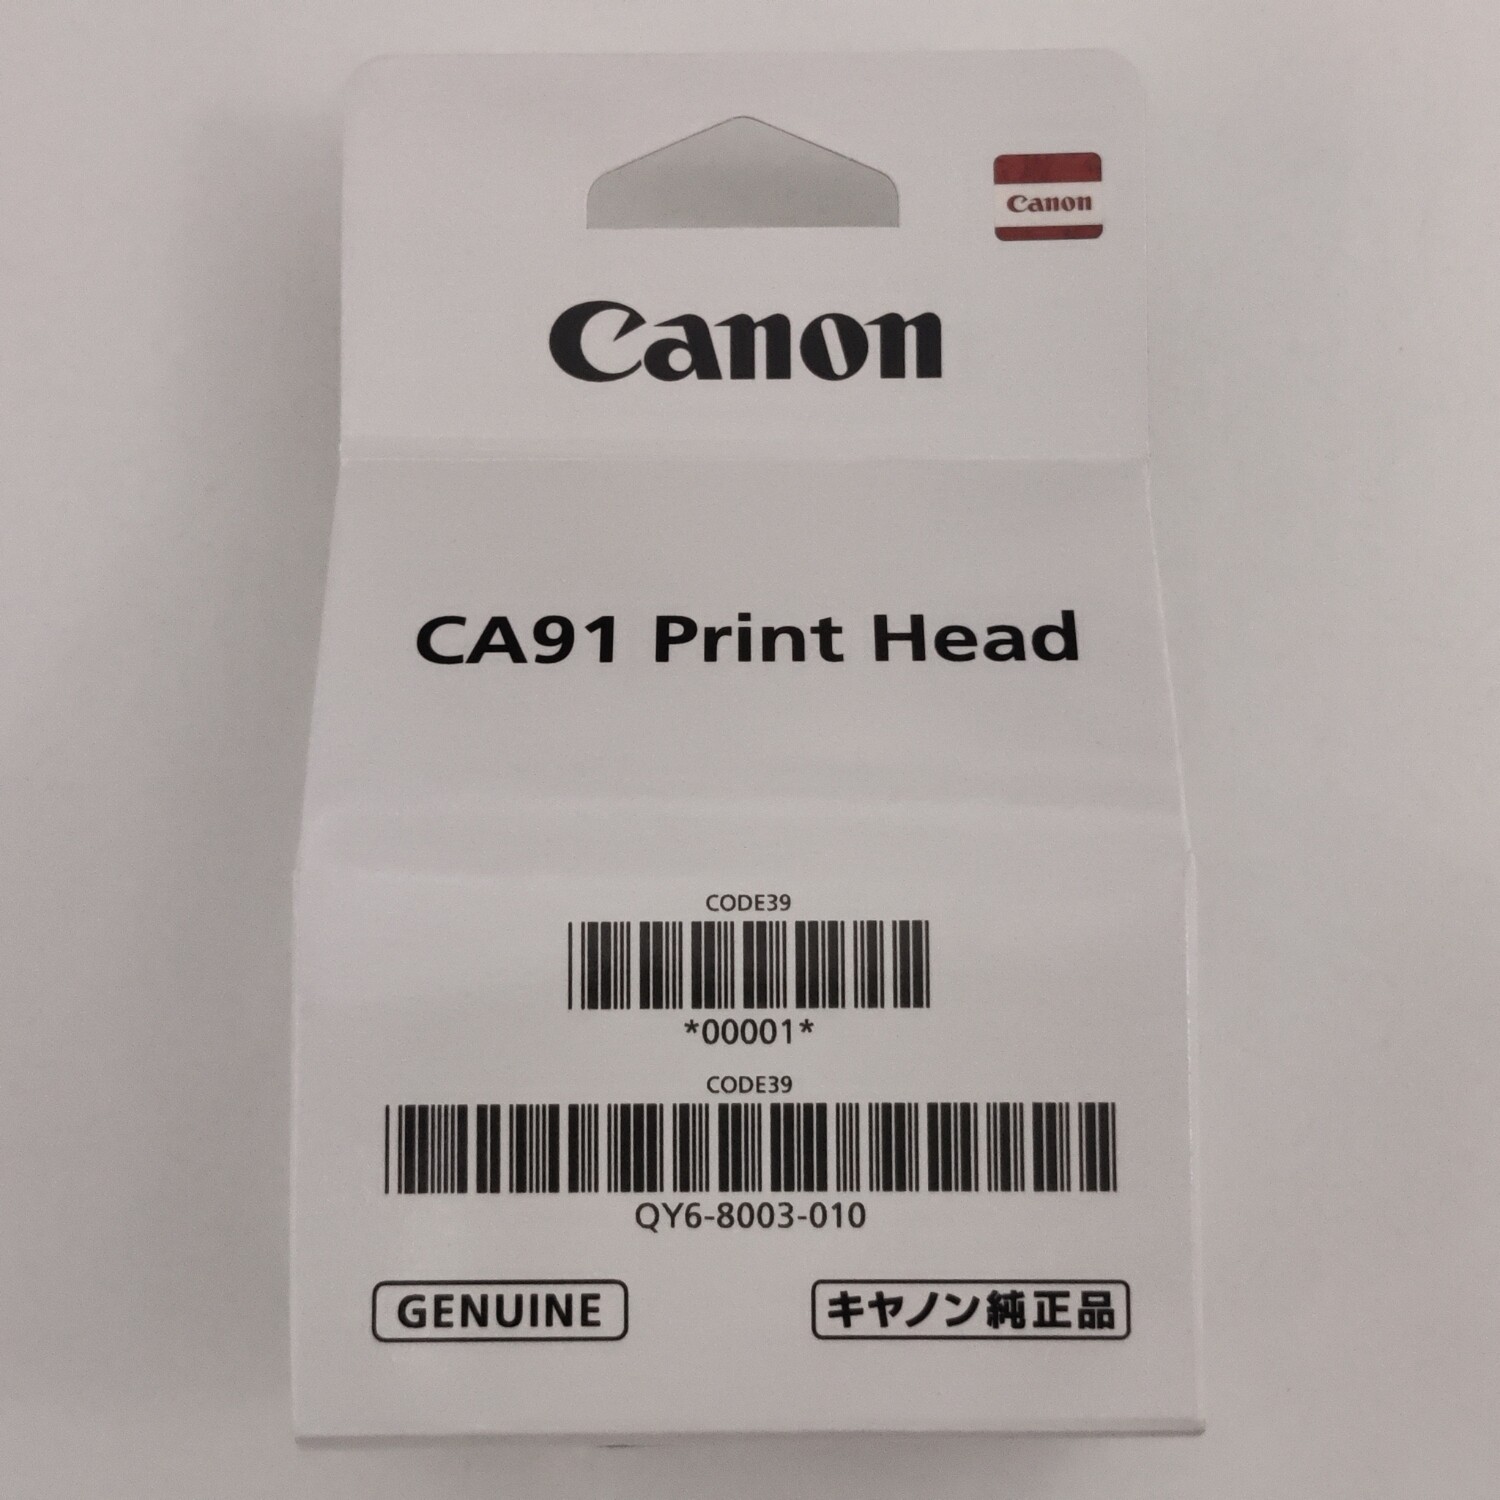 Canon
Canon
CA91 Print Head
CODE39
*00001*
CODE39
QY6-8003-010
GENUINE
キヤノン純正品